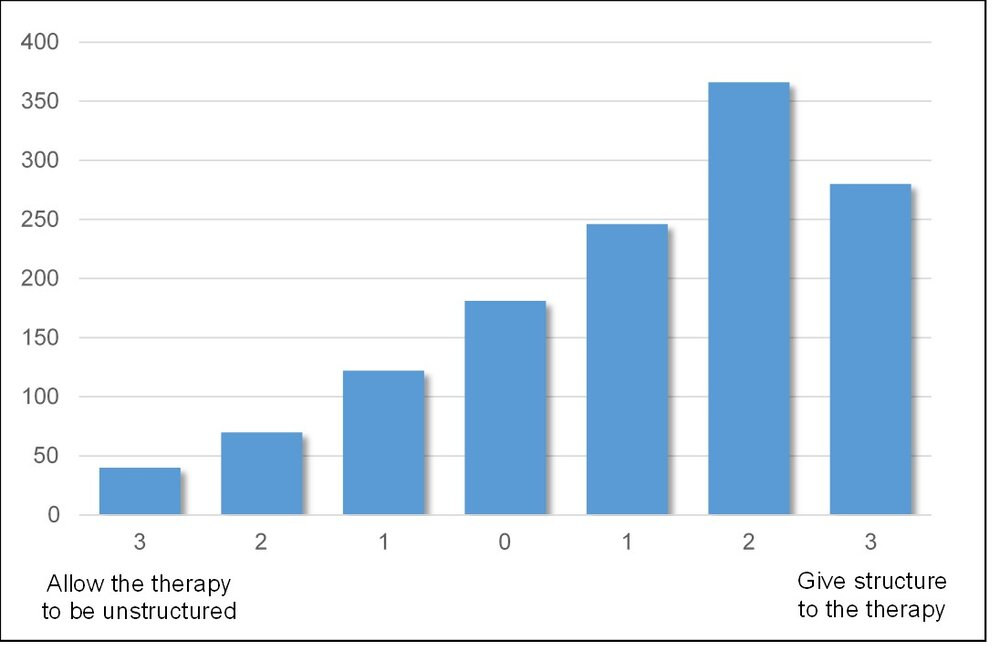 400
350
300
250
200
150
100
50
0
3 2 1 0 1 2 3
Allow the therapy
to be unstructured
Give structure
to the therapy